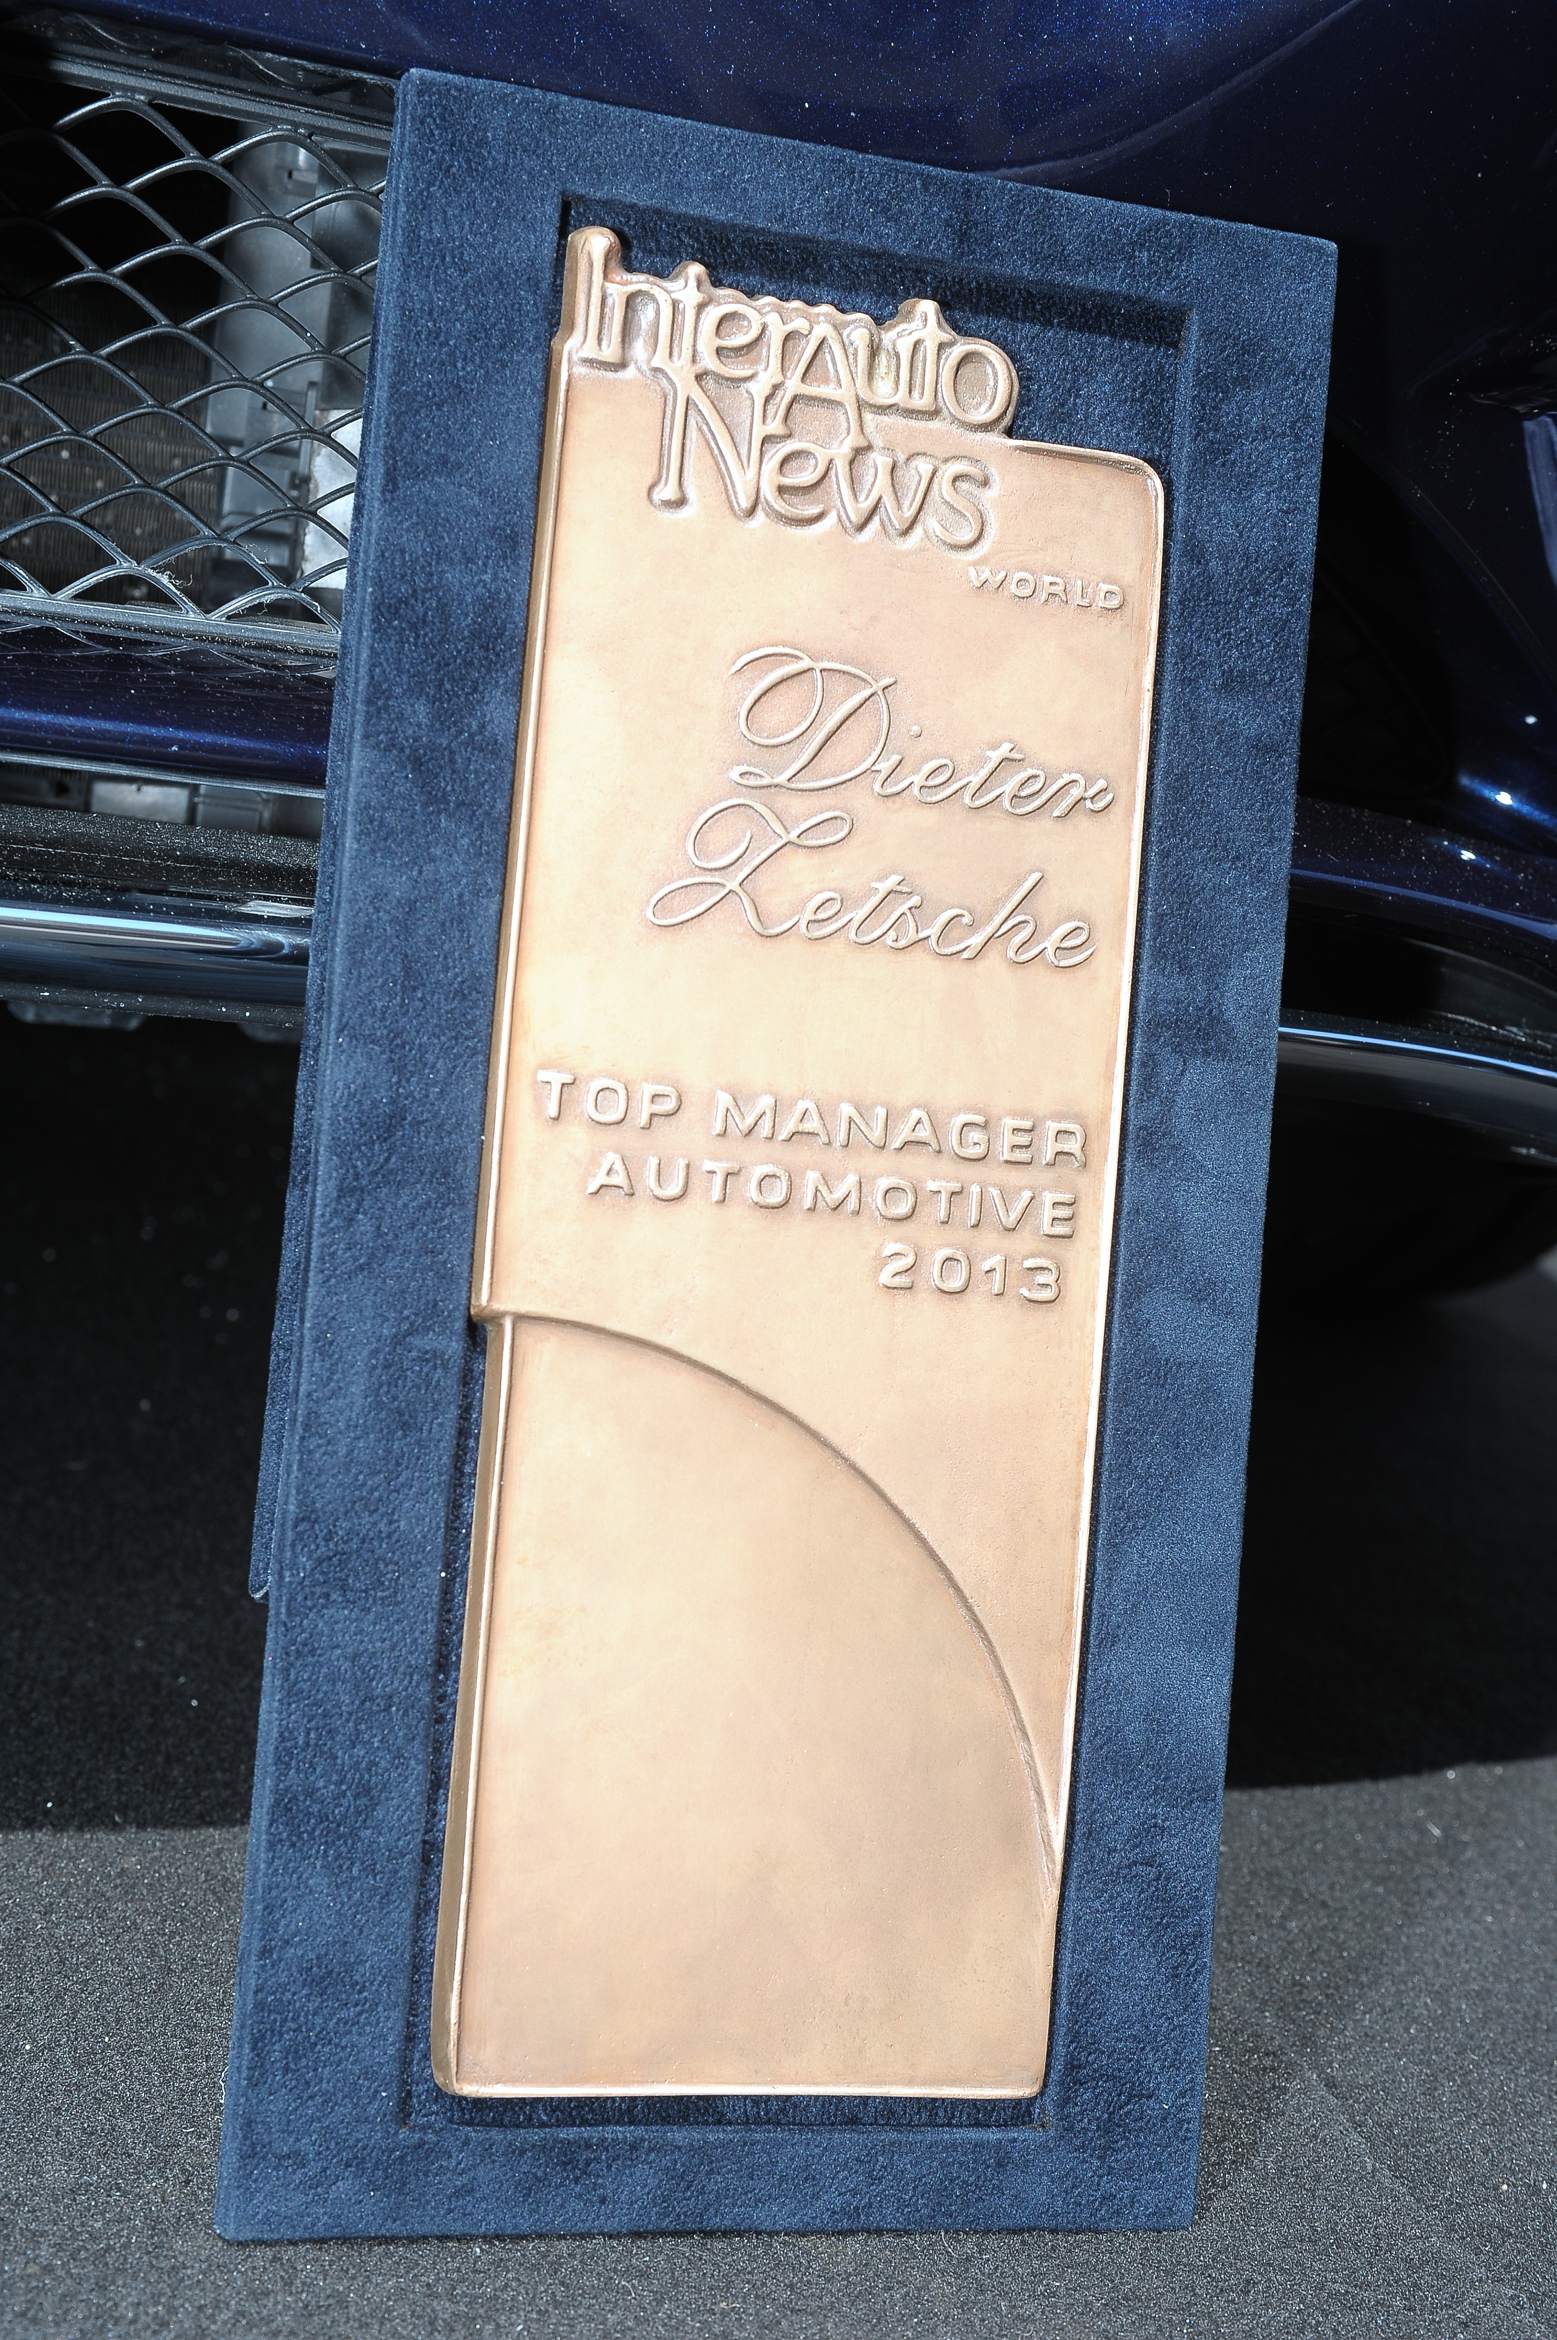 InterAuto
News
WORLD
Dieter
Zetsche
TOP MANAGER
AUTOMOTIVE
2013